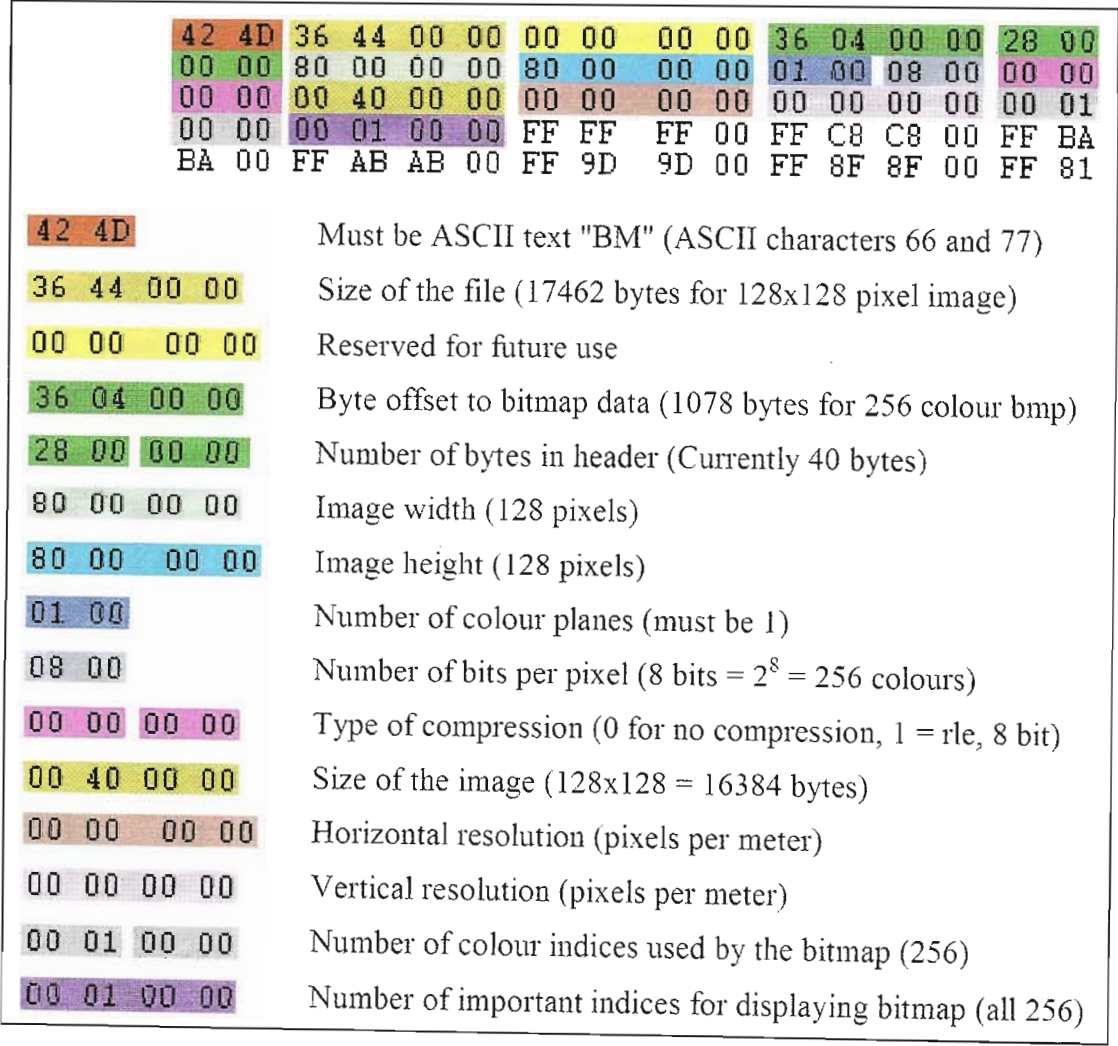 42 4D 36 44 00 00 00 00 00 00 36 04 00 00 28 00
00 00 80 00 00 00 80 00 00 00 01 00 08 00 00 00
00 00 00 40 00 00 00 00 00 00 00 00 00 00 00 01
00 00 00 01 00 00 FF FF FF 00 FF C8 C8 00 FF BA
BA 00 FF AB AB 00 FF 9D 9D 00 FF 8F 8F 00 FF 81
42 4D Must be ASCII text "BM" (ASCII characters 66 and 77)
36 44 00 00 Size of the file (17462 bytes for 128x128 pixel image)
00 00 00 00 Reserved for future use
36 04 00 00 Byte offset to bitmap data (1078 bytes for 256 colour bmp)
28 00 00 00 Number of bytes in header (Currently 40 bytes)
80 00 00 00 Image width (128 pixels)
80 00 00 00 Image height (128 pixels)
01 00 Number of colour planes (must be 1)
08 00 Number of bits per pixel (8 bits = 2⁸ = 256 colours)
00 00 00 00 Type of compression (0 for no compression, 1 = rle, 8 bit)
00 40 00 00 Size of the image (128x128 = 16384 bytes)
00 00 00 00 Horizontal resolution (pixels per meter)
00 00 00 00 Vertical resolution (pixels per meter)
00 01 00 00 Number of colour indices used by the bitmap (256)
00 01 00 00 Number of important indices for displaying bitmap (all 256)